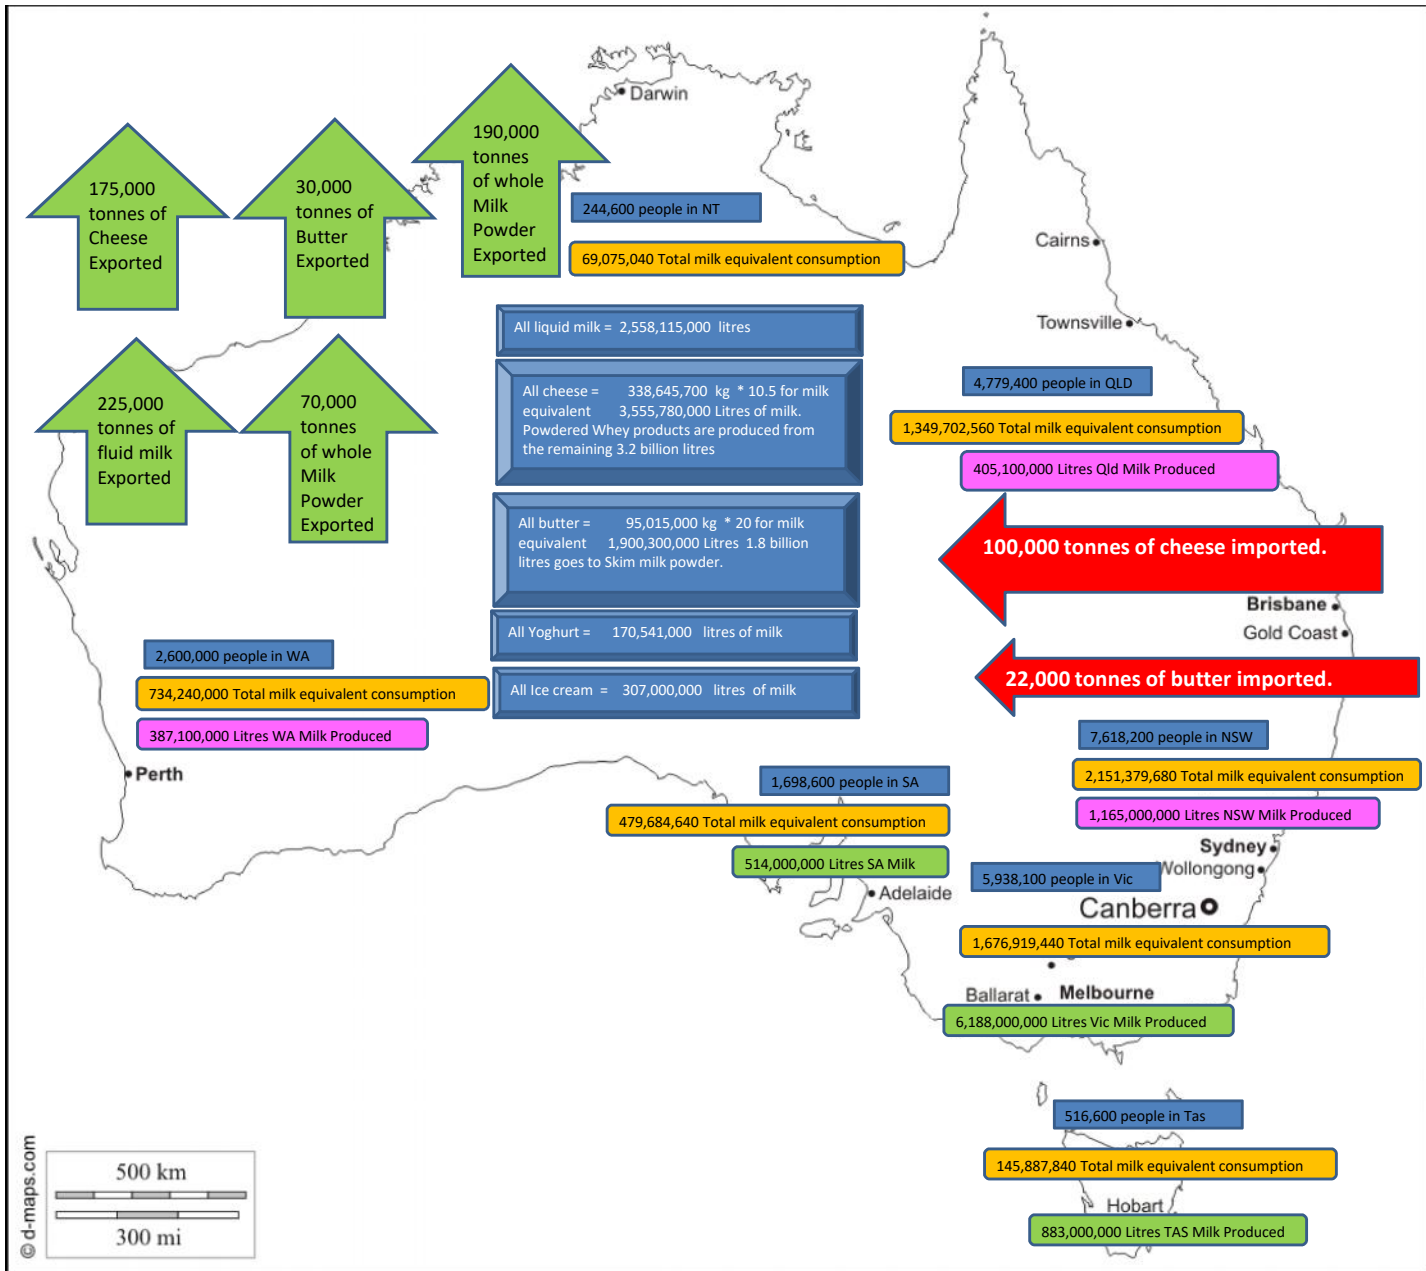 Darwin
190,000
tonnes
of whole
Milk
Powder
Exported
175,000
tonnes of
Cheese
Exported
30,000
tonnes of
Butter
Exported
244,600 people in NT
69,075,040 Total milk equivalent consumption
Cairns
Townsville
All liquid milk = 2,558,115,000 litres
All cheese = 338,645,700 kg * 10.5 for milk
equivalent 3,555,780,000 Litres of milk.
Powdered Whey products are produced from
the remaining 3.2 billion litres
225,000
tonnes of
fluid milk
Exported
70,000
tonnes
of whole
Milk
Powder
Exported
4,779,400 people in QLD
1,349,702,560 Total milk equivalent consumption
405,100,000 Litres Qld Milk Produced
All butter = 95,015,000 kg * 20 for milk
equivalent 1,900,300,000 Litres 1.8 billion
litres goes to Skim milk powder.
100,000 tonnes of cheese imported.
Brisbane
Gold Coast
All Yoghurt = 170,541,000 litres of milk
22,000 tonnes of butter imported.
All Ice cream = 307,000,000 litres of milk
2,600,000 people in WA
734,240,000 Total milk equivalent consumption
387,100,000 Litres WA Milk Produced
Perth
7,618,200 people in NSW
2,151,379,680 Total milk equivalent consumption
1,165,000,000 Litres NSW Milk Produced
1,698,600 people in SA
479,684,640 Total milk equivalent consumption
514,000,000 Litres SA Milk
Sydney
Wollongong
5,938,100 people in Vic
Adelaide
Canberra
1,676,919,440 Total milk equivalent consumption
Ballarat
Melbourne
6,188,000,000 Litres Vic Milk Produced
516,600 people in Tas
145,887,840 Total milk equivalent consumption
Hobart
883,000,000 Litres TAS Milk Produced
500 km
300 mi
© d-maps.com